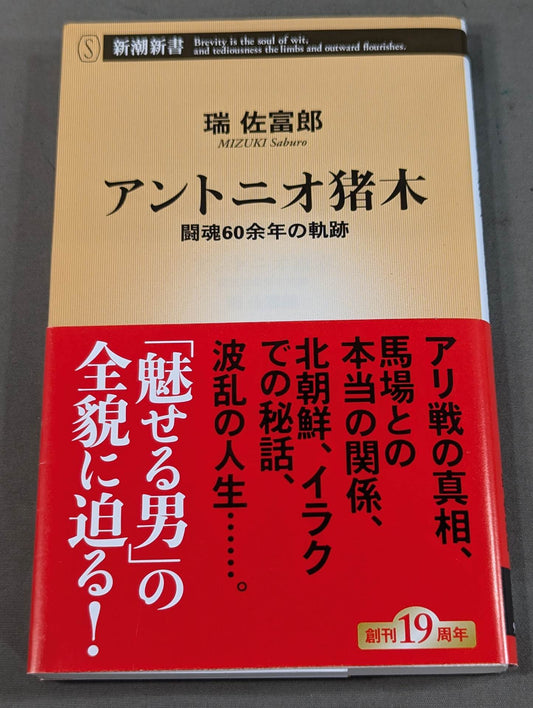 S
新潮新書
Brevity is the soul of wit,
and tediousness the limbs and outward flourishes.
瑞 佐富郎
MIZUKI Saburo
アントニオ猪木
闘魂60余年の軌跡
アリ戦の真相、
馬場との
本当の関係、
北朝鮮、イラク
での秘話、
波乱の人生……。
「魅せる男」の
全貌に迫る!
創刊19周年